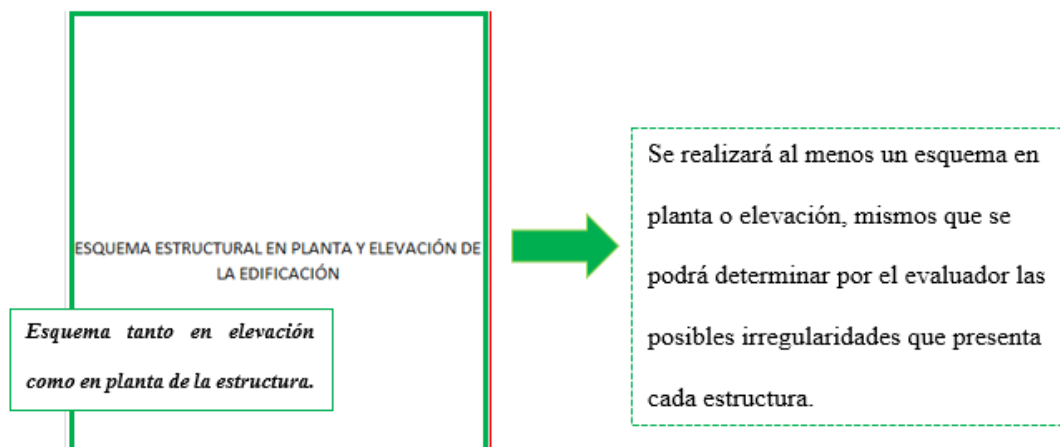 ESQUEMA ESTRUCTURAL EN PLANTA Y ELEVACIÓN DE
LA EDIFICACIÓN
Esquema tanto en elevación
como en planta de la estructura.
Se realizará al menos un esquema en
planta o elevación, mismos que se
podrá determinar por el evaluador las
posibles irregularidades que presenta
cada estructura.